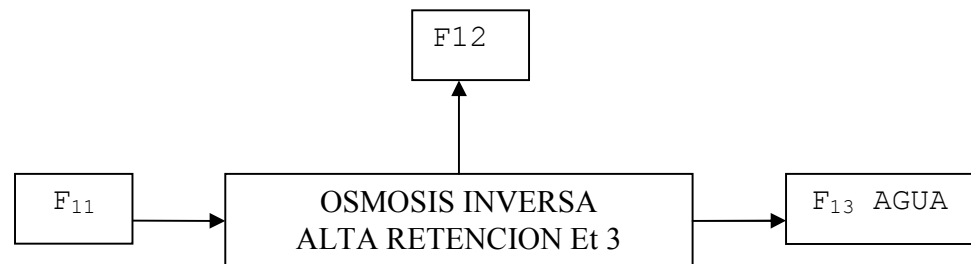 F12
F₁₁
OSMOSIS INVERSA
ALTA RETENCION Et 3
F₁₃ AGUA